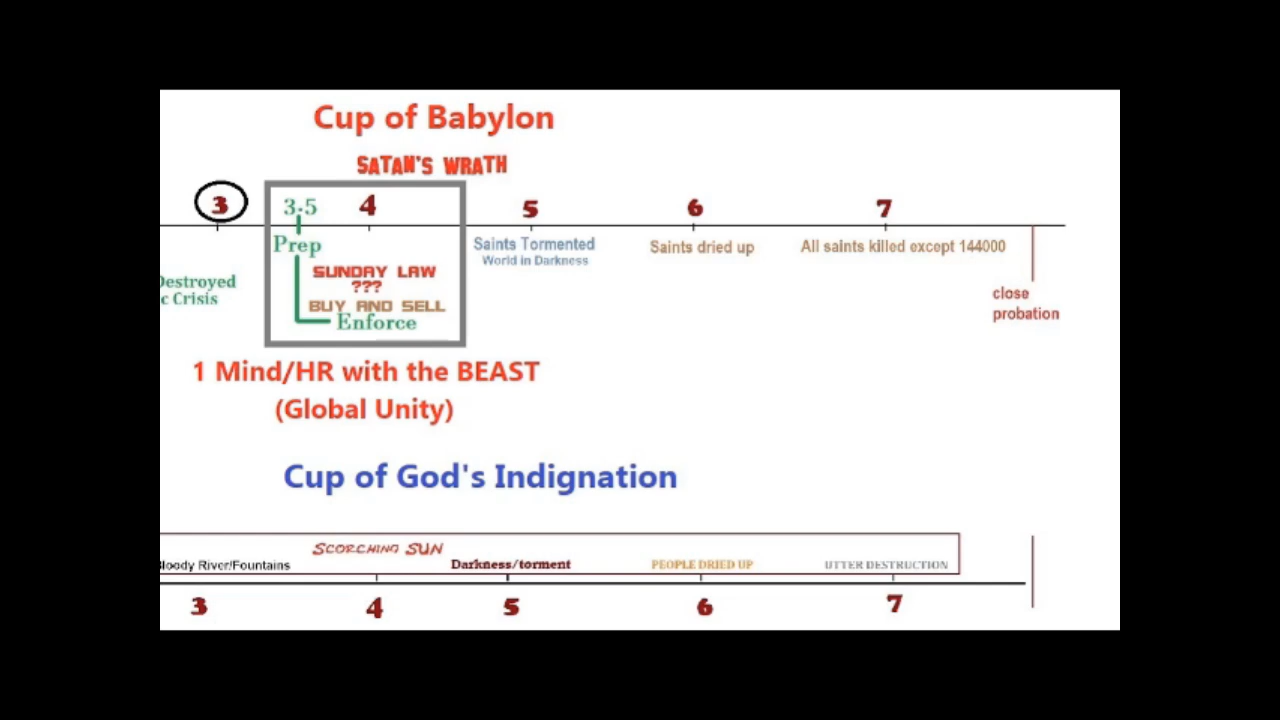 Cup of Babylon
SATAN'S WRATH
3 3.5 4 5 6 7
Prep
Saints Tormented
World in Darkness
Saints dried up
All saints killed except 144000
Destroyed
c Crisis
SUNDAY LAW
???
BUY AND SELL
Enforce
close
probation
1 Mind/HR with the BEAST
(Global Unity)
Cup of God's Indignation
SCORCHING SUN
Bloody River/Fountains Darkness/torment PEOPLE DRIED UP UTTER DESTRUCTION
3 4 5 6 7